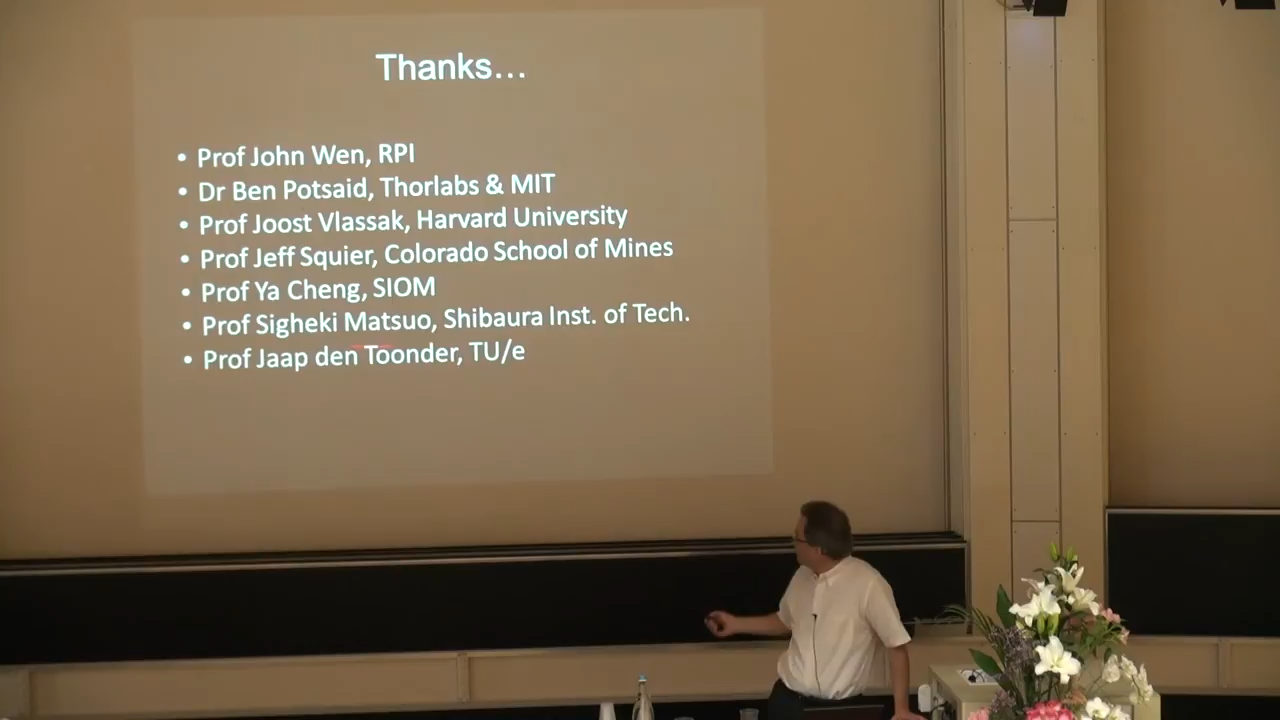 Thanks...
• Prof John Wen, RPI
• Dr Ben Potsaid, Thorlabs & MIT
• Prof Joost Vlassak, Harvard University
• Prof Jeff Squier, Colorado School of Mines
• Prof Ya Cheng, SIOM
• Prof Sigheki Matsuo, Shibaura Inst. of Tech.
• Prof Jaap den Toonder, TU/e